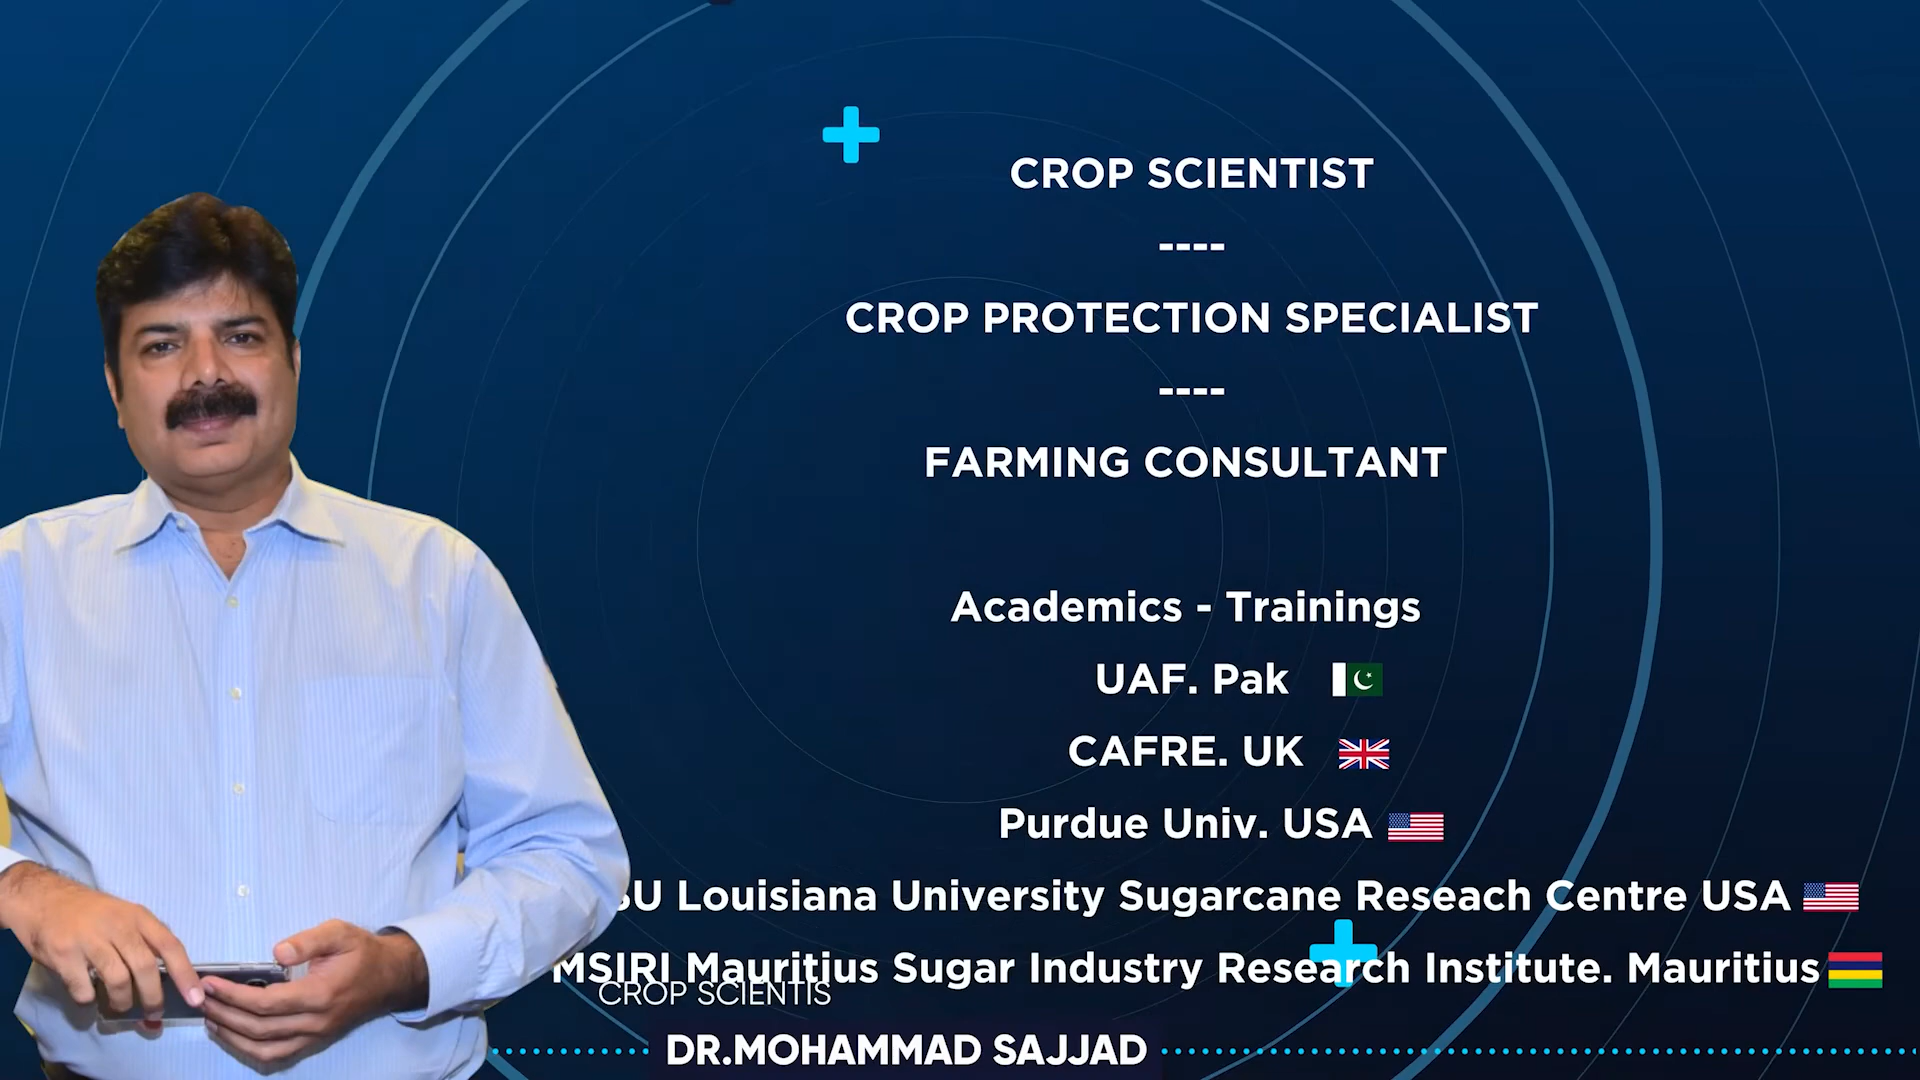 CROP SCIENTIST
----
CROP PROTECTION SPECIALIST
----
FARMING CONSULTANT
Academics - Trainings
UAF. Pak
CAFRE. UK
Purdue Univ. USA
Louisiana University Sugarcane Reseach Centre USA
MSIRI Mauritius Sugar Industry Research Institute. Mauritius
CROP SCIENTIS
DR.MOHAMMAD SAJJAD